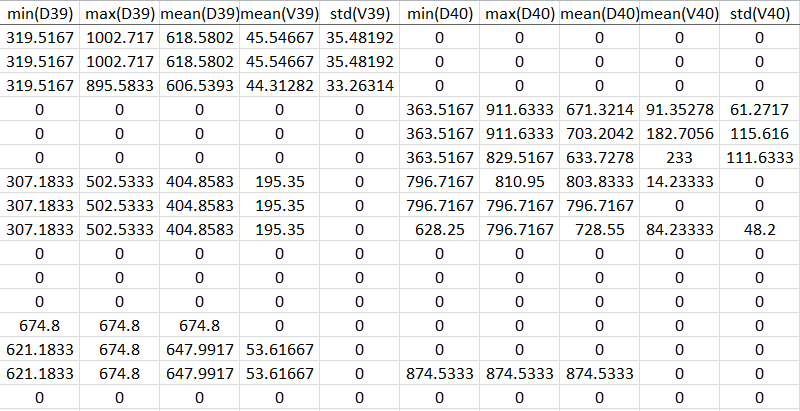 min(D39) max(D39) mean(D39) mean(V39) std(V39) min(D40) max(D40) mean(D40) mean(V40) std(V40)
319.5167 1002.717 618.5802 45.54667 35.48192 0 0 0 0 0
319.5167 1002.717 618.5802 45.54667 35.48192 0 0 0 0 0
319.5167 895.5833 606.5393 44.31282 33.26314 0 0 0 0 0
0 0 0 0 0 363.5167 911.6333 671.3214 91.35278 61.2717
0 0 0 0 0 363.5167 911.6333 703.2042 182.7056 115.616
0 0 0 0 0 363.5167 829.5167 633.7278 233 111.6333
307.1833 502.5333 404.8583 195.35 0 796.7167 810.95 803.8333 14.23333 0
307.1833 502.5333 404.8583 195.35 0 796.7167 796.7167 796.7167 0 0
307.1833 502.5333 404.8583 195.35 0 628.25 796.7167 728.55 84.23333 48.2
0 0 0 0 0 0 0 0 0 0
0 0 0 0 0 0 0 0 0 0
0 0 0 0 0 0 0 0 0 0
674.8 674.8 674.8 0 0 0 0 0 0 0
621.1833 674.8 647.9917 53.61667 0 0 0 0 0 0
621.1833 674.8 647.9917 53.61667 0 874.5333 874.5333 874.5333 0 0
0 0 0 0 0 0 0 0 0 0